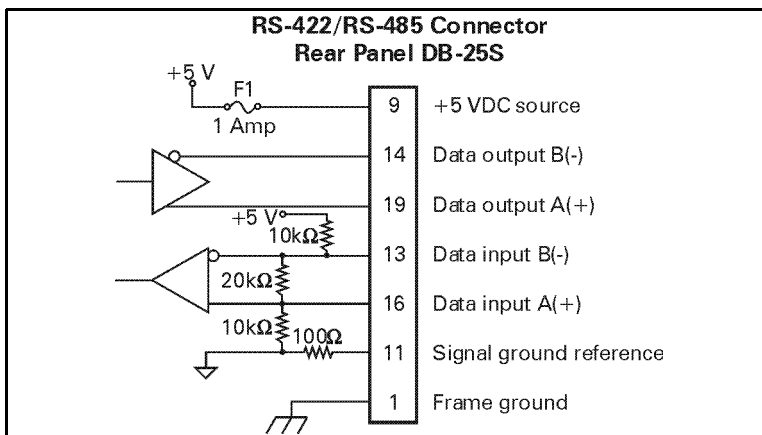 RS-422/RS-485 Connector
Rear Panel DB-25S
+5 V
F1
1 Amp
9 +5 VDC source
14 Data output B(-)
19 Data output A(+)
+5 V
10kΩ
13 Data input B(-)
20kΩ
16 Data input A(+)
10kΩ
100Ω
11 Signal ground reference
1 Frame ground